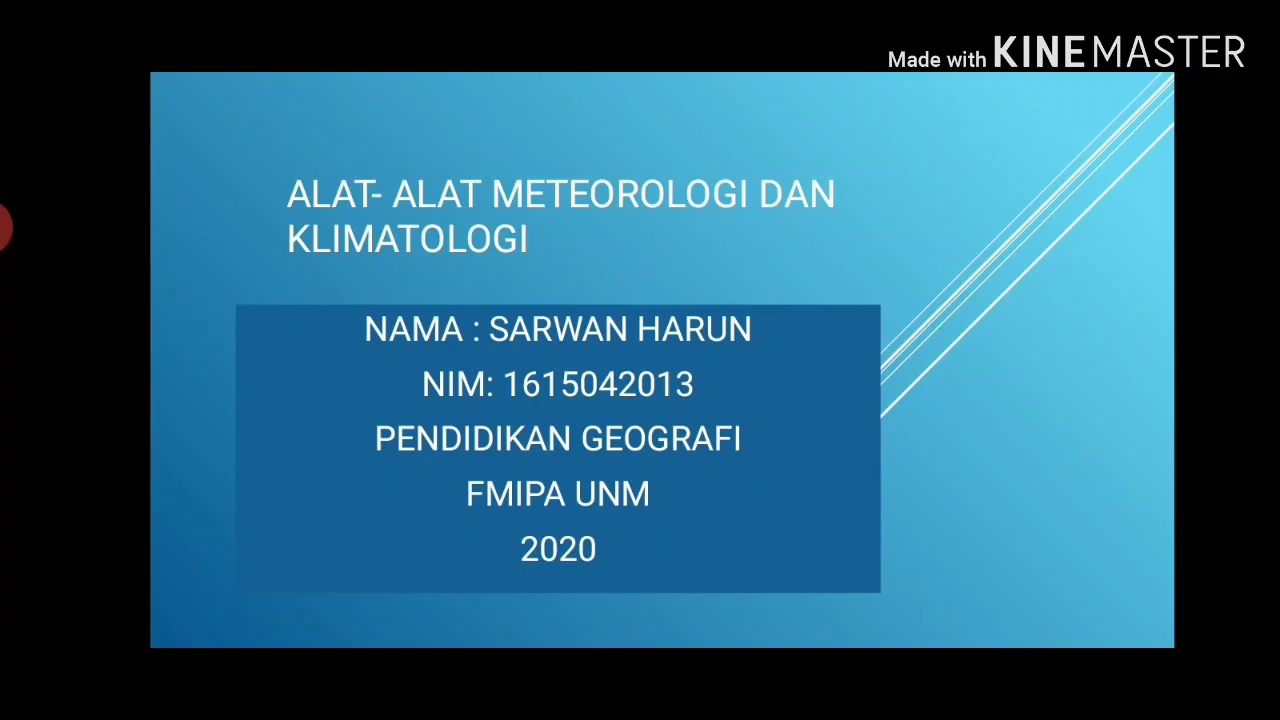 Made with KINEMASTER
ALAT- ALAT METEOROLOGI DAN
KLIMATOLOGI
NAMA : SARWAN HARUN
NIM: 1615042013
PENDIDIKAN GEOGRAFI
FMIPA UNM
2020